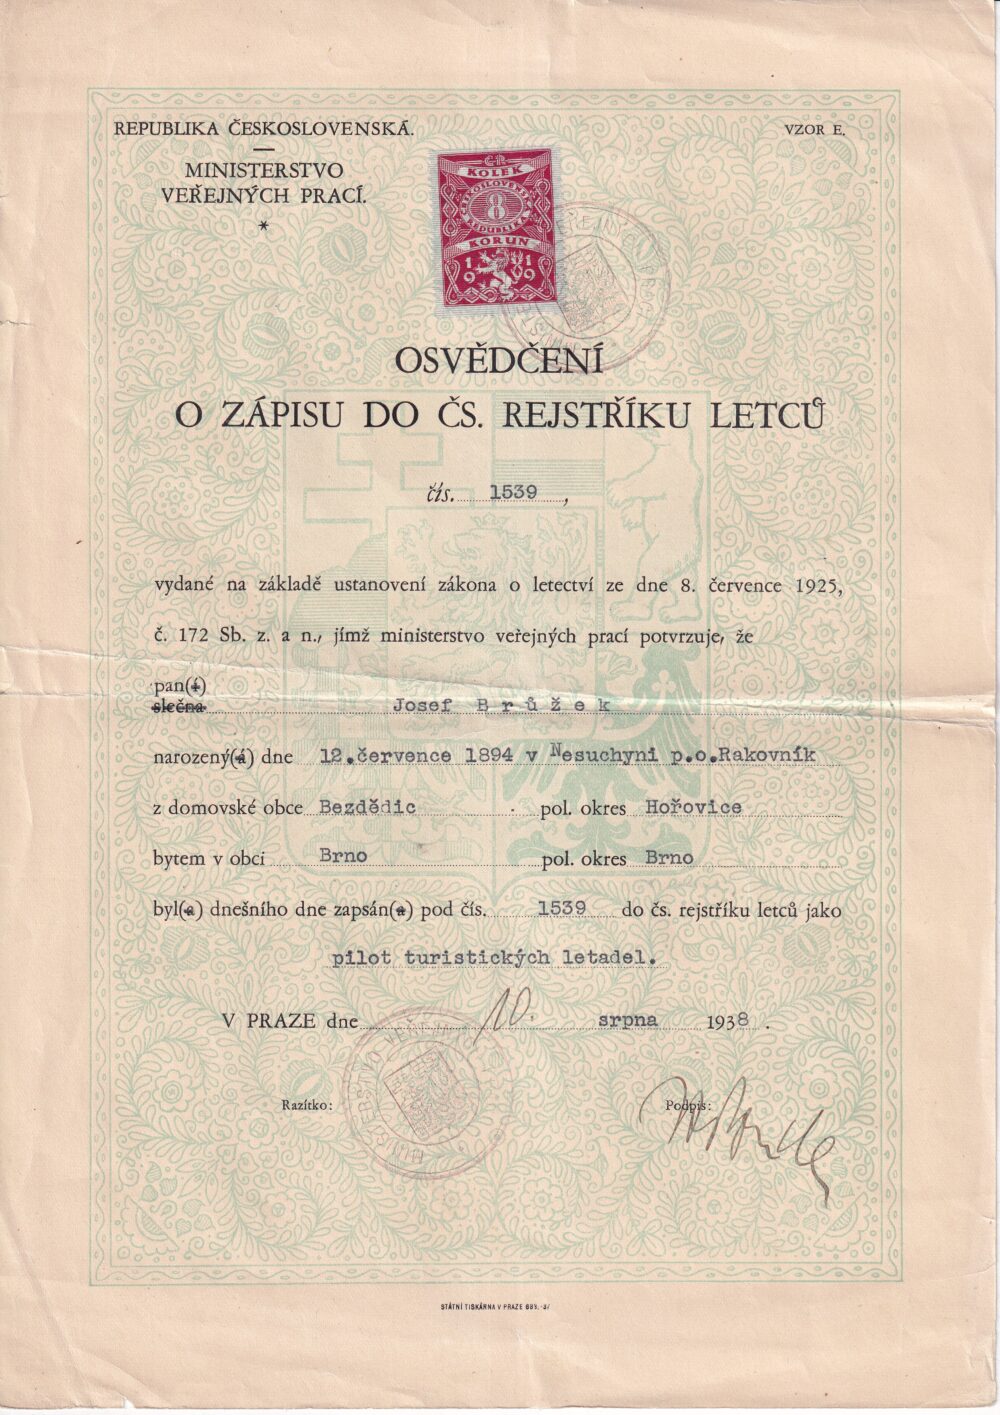 REPUBLIKA ČESKOSLOVENSKÁ.
VZOR E.
MINISTERSTVO
VEŘEJNÝCH PRACÍ.
*
ČR
KOLEK
8
REPUBLIKA
KORUN
1919
OSVĚDČENÍ
O ZÁPISU DO ČS. REJSTŘÍKU LETCŮ
čís. 1539,
vydané na základě ustanovení zákona o letectví ze dne 8. července 1925,
č. 172 Sb. z. a n., jímž ministerstvo veřejných prací potvrzuje, že
pan(í)
slečna Josef Brůžek
narozený(á) dne 12.července 1894 v Nesuchyni p.o.Rakovník
z domovské obce Bezdědic pol. okres Hořovice
bytem v obci Brno pol. okres Brno
byl(a) dnešního dne zapsán(a) pod čís. 1539 do čs. rejstříku letců jako
pilot turistických letadel.
V PRAZE dne 10. srpna 1938.
Razítko:
Podpis:
STÁTNÍ TISKÁRNA V PRAZE